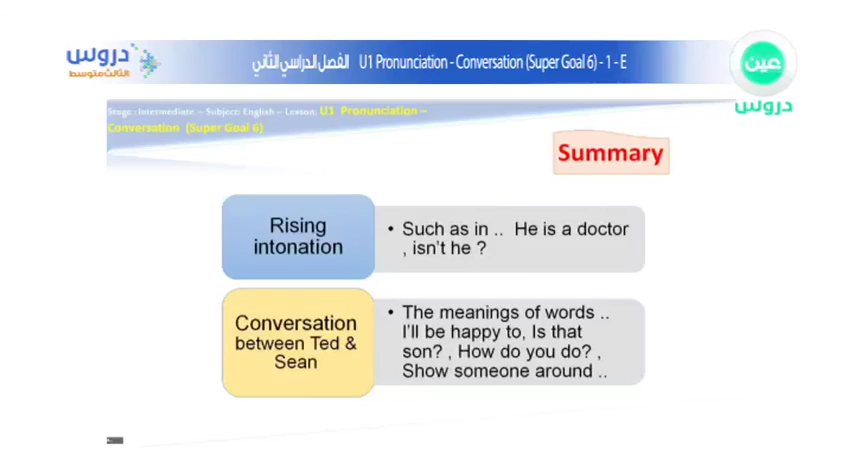 دروس
الثالث متوسط
الفصل الدراسي الثاني U1 Pronunciation - Conversation (Super Goal 6) - 1 - E
عين
دروس
Stage : Intermediate – Subject: English – Lesson: U1 Pronunciation –
Conversation (Super Goal 6)
Summary
Rising
intonation
• Such as in .. He is a doctor
, isn't he ?
Conversation
between Ted &
Sean
• The meanings of words ..
I'll be happy to, Is that
son? , How do you do? ,
Show someone around ..